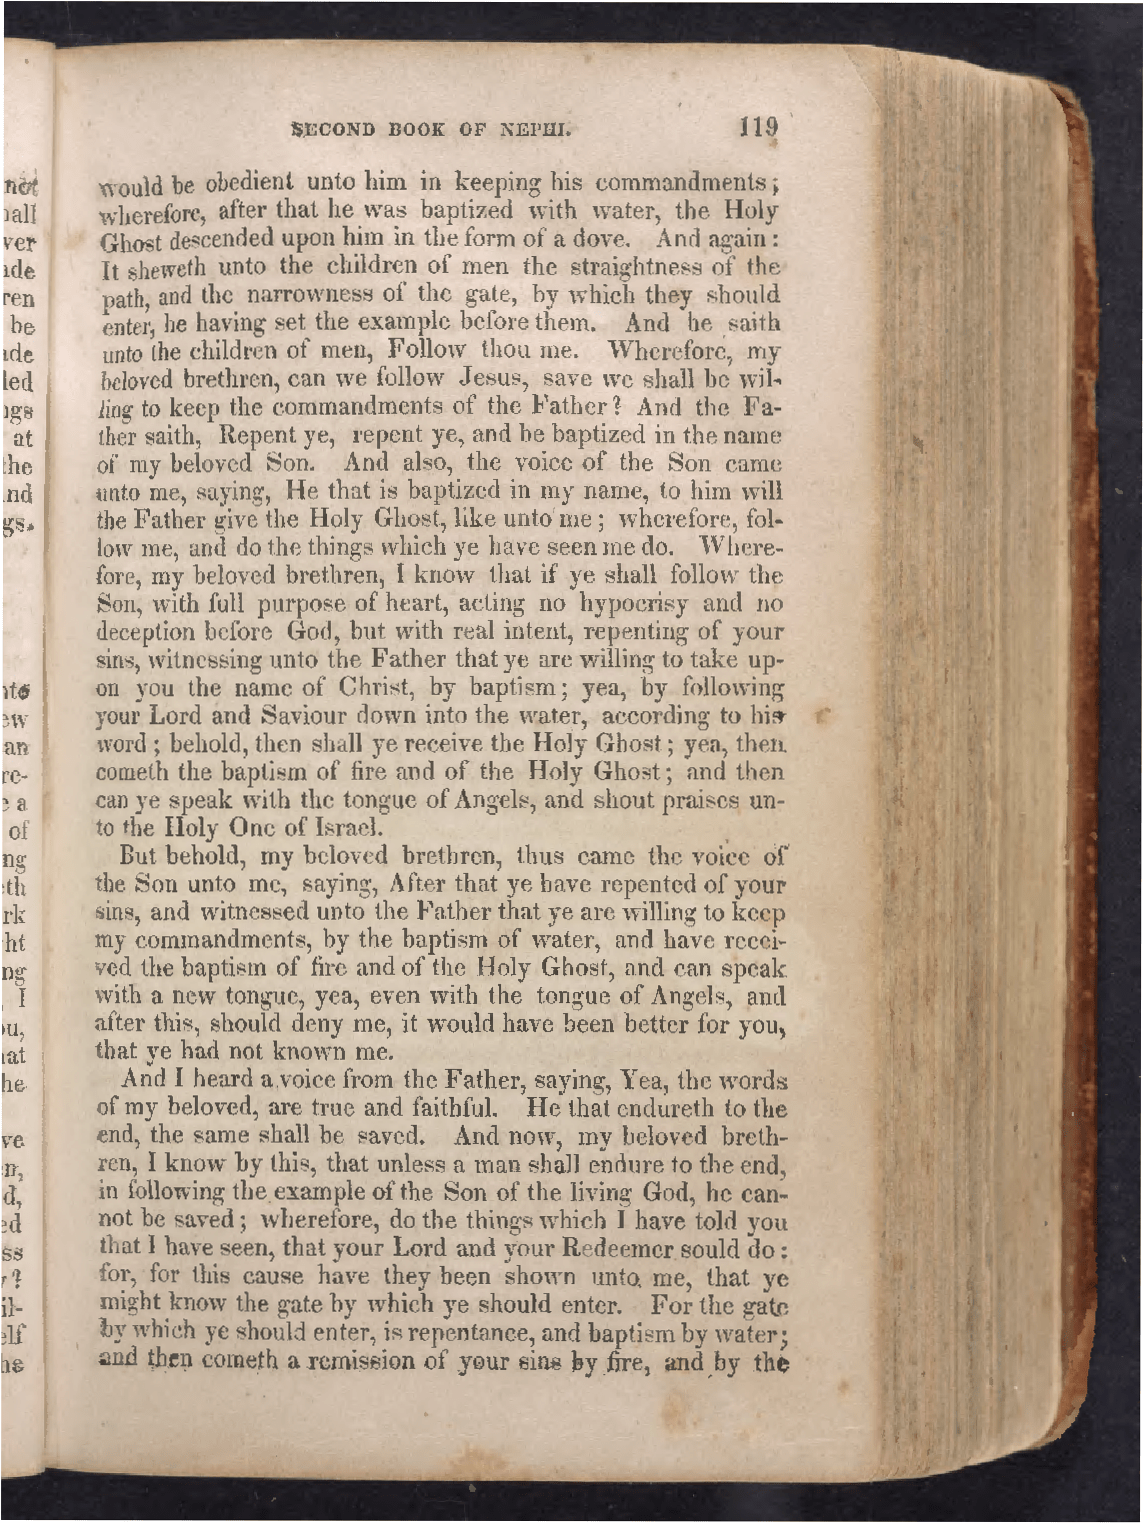 SECOND BOOK OF NEPHI. 119
would be obedient unto him in keeping his commandments;
wherefore, after that he was baptized with water, the Holy
Ghost descended upon him in the form of a dove. And again:
It sheweth unto the children of men the straightness of the
path, and the narrowness of the gate, by which they should
enter, he having set the example before them. And he saith
unto the children of men, Follow thou me. Wherefore, my
beloved brethren, can we follow Jesus, save we shall be wil-
ling to keep the commandments of the Father? And the Fa-
ther saith, Repent ye, repent ye, and be baptized in the name
of my beloved Son. And also, the voice of the Son came
unto me, saying, He that is baptized in my name, to him will
the Father give the Holy Ghost, like unto me; wherefore, fol-
low me, and do the things which ye have seen me do. Where-
fore, my beloved brethren, I know that if ye shall follow the
Son, with full purpose of heart, acting no hypocrisy and no
deception before God, but with real intent, repenting of your
sins, witnessing unto the Father that ye are willing to take up-
on you the name of Christ, by baptism; yea, by following
your Lord and Saviour down into the water, according to his
word; behold, then shall ye receive the Holy Ghost; yea, then
cometh the baptism of fire and of the Holy Ghost; and then
can ye speak with the tongue of Angels, and shout praises un-
to the Holy One of Israel.
But behold, my beloved brethren, thus came the voice of
the Son unto me, saying, After that ye have repented of your
sins, and witnessed unto the Father that ye are willing to keep
my commandments, by the baptism of water, and have recei-
ved the baptism of fire and of the Holy Ghost, and can speak
with a new tongue, yea, even with the tongue of Angels, and
after this, should deny me, it would have been better for you,
that ye had not known me.
And I heard a voice from the Father, saying, Yea, the words
of my beloved, are true and faithful. He that endureth to the
end, the same shall be saved. And now, my beloved breth-
ren, I know by this, that unless a man shall endure to the end,
in following the example of the Son of the living God, he can-
not be saved; wherefore, do the things which I have told you
that I have seen, that your Lord and your Redeemer sould do:
for, for this cause have they been shown unto me, that ye
might know the gate by which ye should enter. For the gate
by which ye should enter, is repentance, and baptism by water;
and then cometh a remission of your sins by fire, and by the